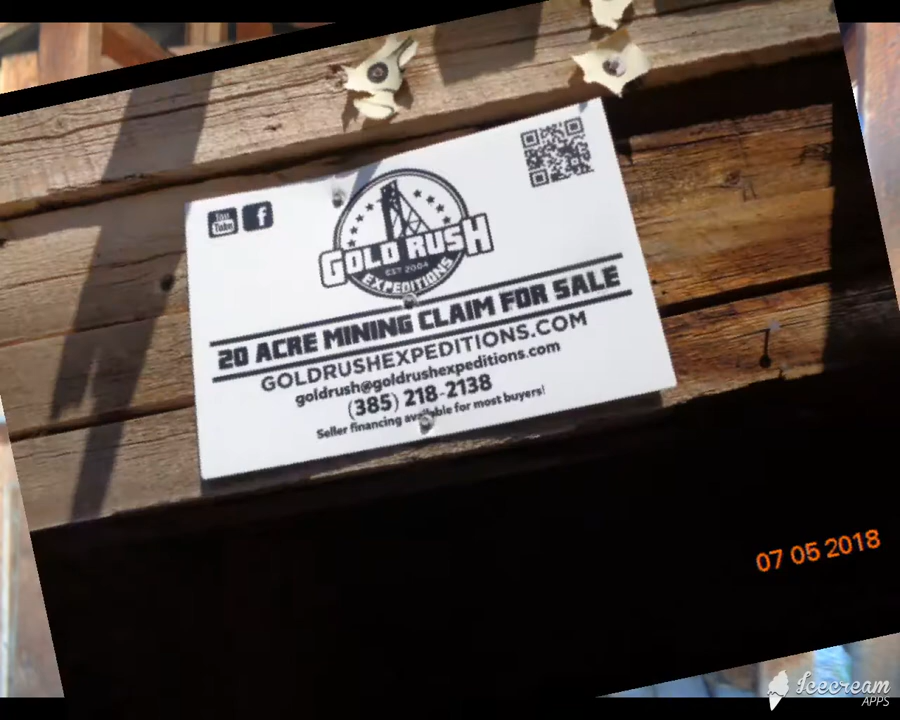 You
Tube
f
GOLD RUSH
EST 2004
EXPEDITIONS
20 ACRE MINING CLAIM FOR SALE
GOLDRUSHEXPEDITIONS.COM
goldrush@goldrushexpeditions.com
(385) 218-2138
Seller financing available for most buyers!
07 05 2018
Icecream
APPS